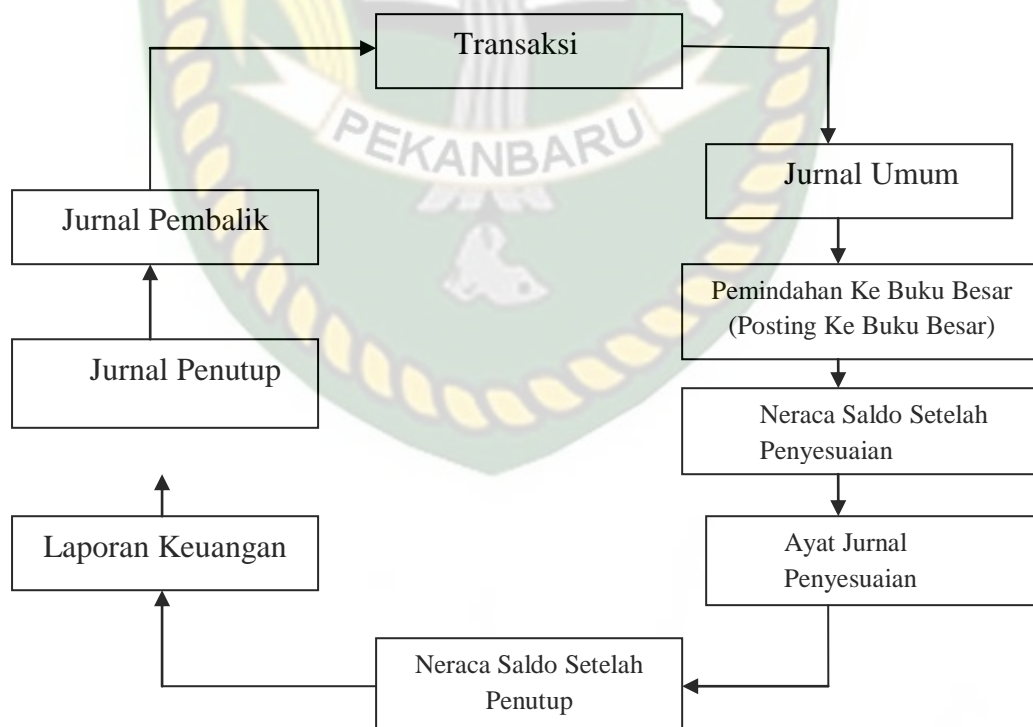 Transaksi
PEKANBARU
Jurnal Umum
Jurnal Pembalik
Pemindahan Ke Buku Besar
(Posting Ke Buku Besar)
Jurnal Penutup
Neraca Saldo Setelah
Penyesuaian
Laporan Keuangan
Ayat Jurnal
Penyesuaian
Neraca Saldo Setelah
Penutup